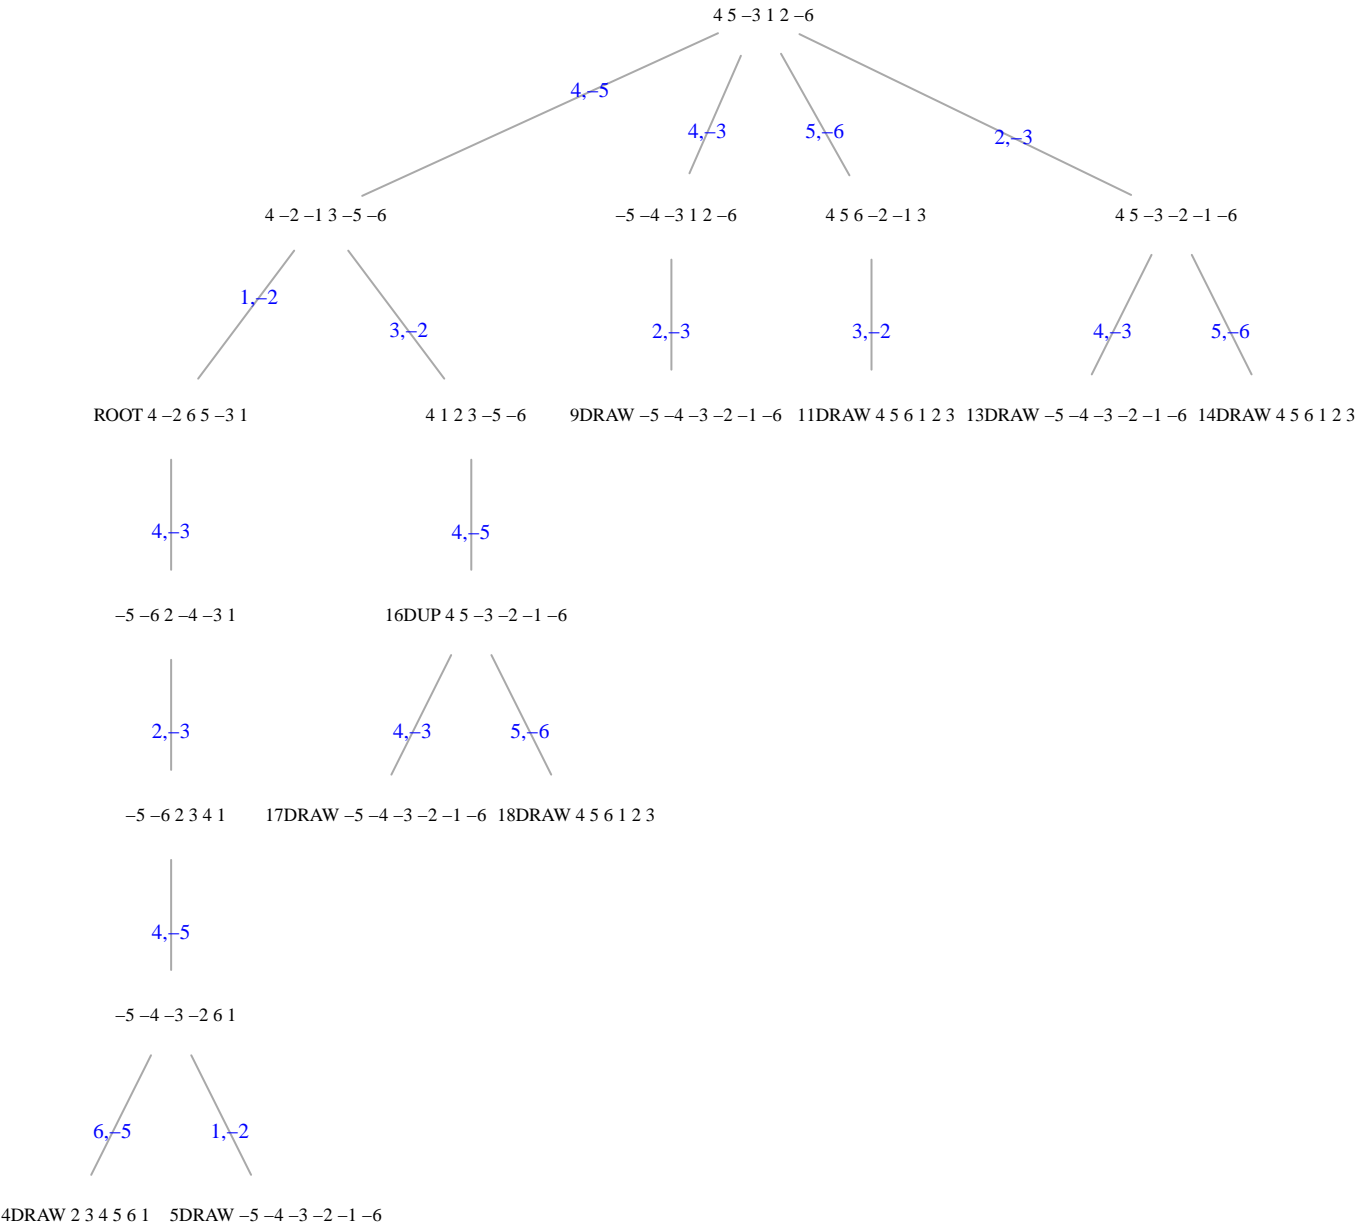 4 5 –3 1 2 –6
4,–5
4,–3
5,–6
2,–3
4 –2 –1 3 –5 –6
–5 –4 –3 1 2 –6
4 5 6 –2 –1 3
4 5 –3 –2 –1 –6
1,–2
3,–2
2,–3
3,–2
4,–3
5,–6
ROOT 4 –2 6 5 –3 1
4 1 2 3 –5 –6
9DRAW –5 –4 –3 –2 –1 –6
11DRAW 4 5 6 1 2 3
13DRAW –5 –4 –3 –2 –1 –6
14DRAW 4 5 6 1 2 3
4,–3
4,–5
–5 –6 2 –4 –3 1
16DUP 4 5 –3 –2 –1 –6
2,–3
4,–3
5,–6
–5 –6 2 3 4 1
17DRAW –5 –4 –3 –2 –1 –6
18DRAW 4 5 6 1 2 3
4,–5
–5 –4 –3 –2 6 1
6,–5
1,–2
4DRAW 2 3 4 5 6 1
5DRAW –5 –4 –3 –2 –1 –6